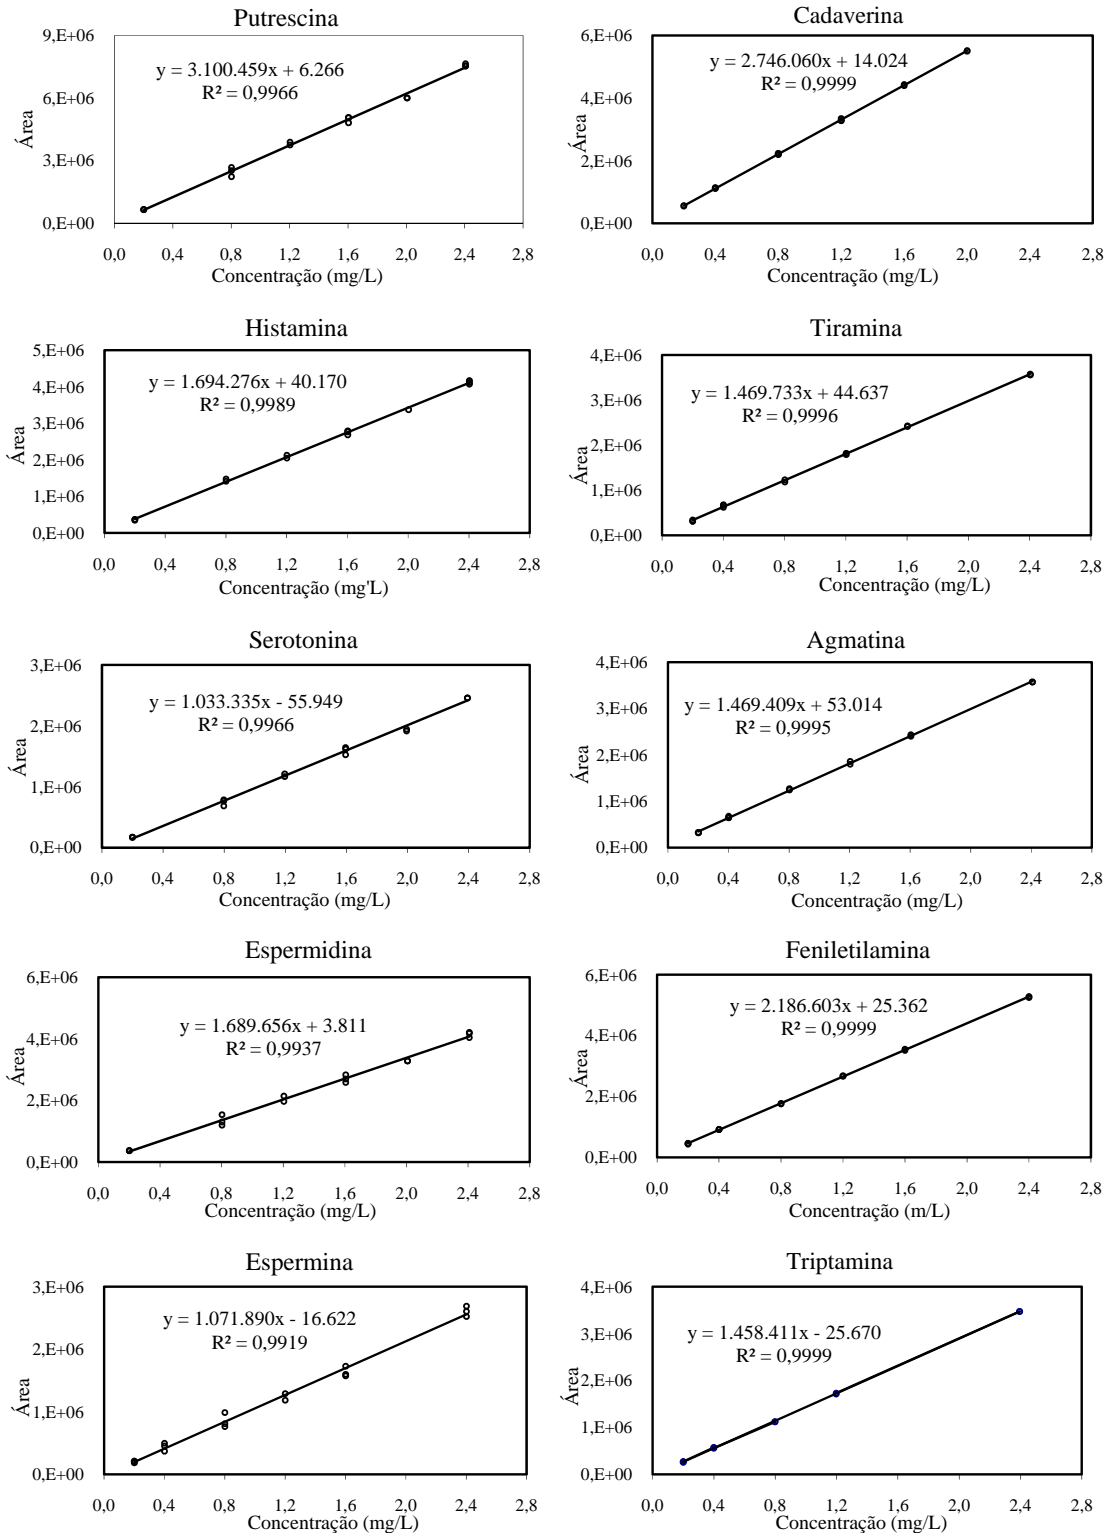 Putrescina
9,E+06
6,E+06
3,E+06
0,E+00
Área
y = 3.100.459x + 6.266
R² = 0,9966
0,0 0,4 0,8 1,2 1,6 2,0 2,4 2,8
Concentração (mg/L)
Cadaverina
6,E+06
4,E+06
2,E+06
0,E+00
Área
y = 2.746.060x + 14.024
R² = 0,9999
0,0 0,4 0,8 1,2 1,6 2,0 2,4 2,8
Concentração (mg/L)
Histamina
5,E+06
4,E+06
3,E+06
2,E+06
1,E+06
0,E+00
Área
y = 1.694.276x + 40.170
R² = 0,9989
0,0 0,4 0,8 1,2 1,6 2,0 2,4 2,8
Concentração (mg'L)
Tiramina
4,E+06
3,E+06
2,E+06
1,E+06
0,E+00
Área
y = 1.469.733x + 44.637
R² = 0,9996
0,0 0,4 0,8 1,2 1,6 2,0 2,4 2,8
Concentração (mg/L)
Serotonina
3,E+06
2,E+06
1,E+06
0,E+00
Área
y = 1.033.335x - 55.949
R² = 0,9966
0,0 0,4 0,8 1,2 1,6 2,0 2,4 2,8
Concentração (mg/L)
Agmatina
4,E+06
3,E+06
2,E+06
1,E+06
0,E+00
Área
y = 1.469.409x + 53.014
R² = 0,9995
0,0 0,4 0,8 1,2 1,6 2,0 2,4 2,8
Concentração (mg/L)
Espermidina
6,E+06
4,E+06
2,E+06
0,E+00
Área
y = 1.689.656x + 3.811
R² = 0,9937
0,0 0,4 0,8 1,2 1,6 2,0 2,4 2,8
Concentração (mg/L)
Feniletilamina
6,E+06
4,E+06
2,E+06
0,E+00
Área
y = 2.186.603x + 25.362
R² = 0,9999
0,0 0,4 0,8 1,2 1,6 2,0 2,4 2,8
Concentração (m/L)
Espermina
3,E+06
2,E+06
1,E+06
0,E+00
Área
y = 1.071.890x - 16.622
R² = 0,9919
0,0 0,4 0,8 1,2 1,6 2,0 2,4 2,8
Concentração (mg/L)
Triptamina
4,E+06
3,E+06
2,E+06
1,E+06
0,E+00
Área
y = 1.458.411x - 25.670
R² = 0,9999
0,0 0,4 0,8 1,2 1,6 2,0 2,4 2,8
Concentração (mg/L)